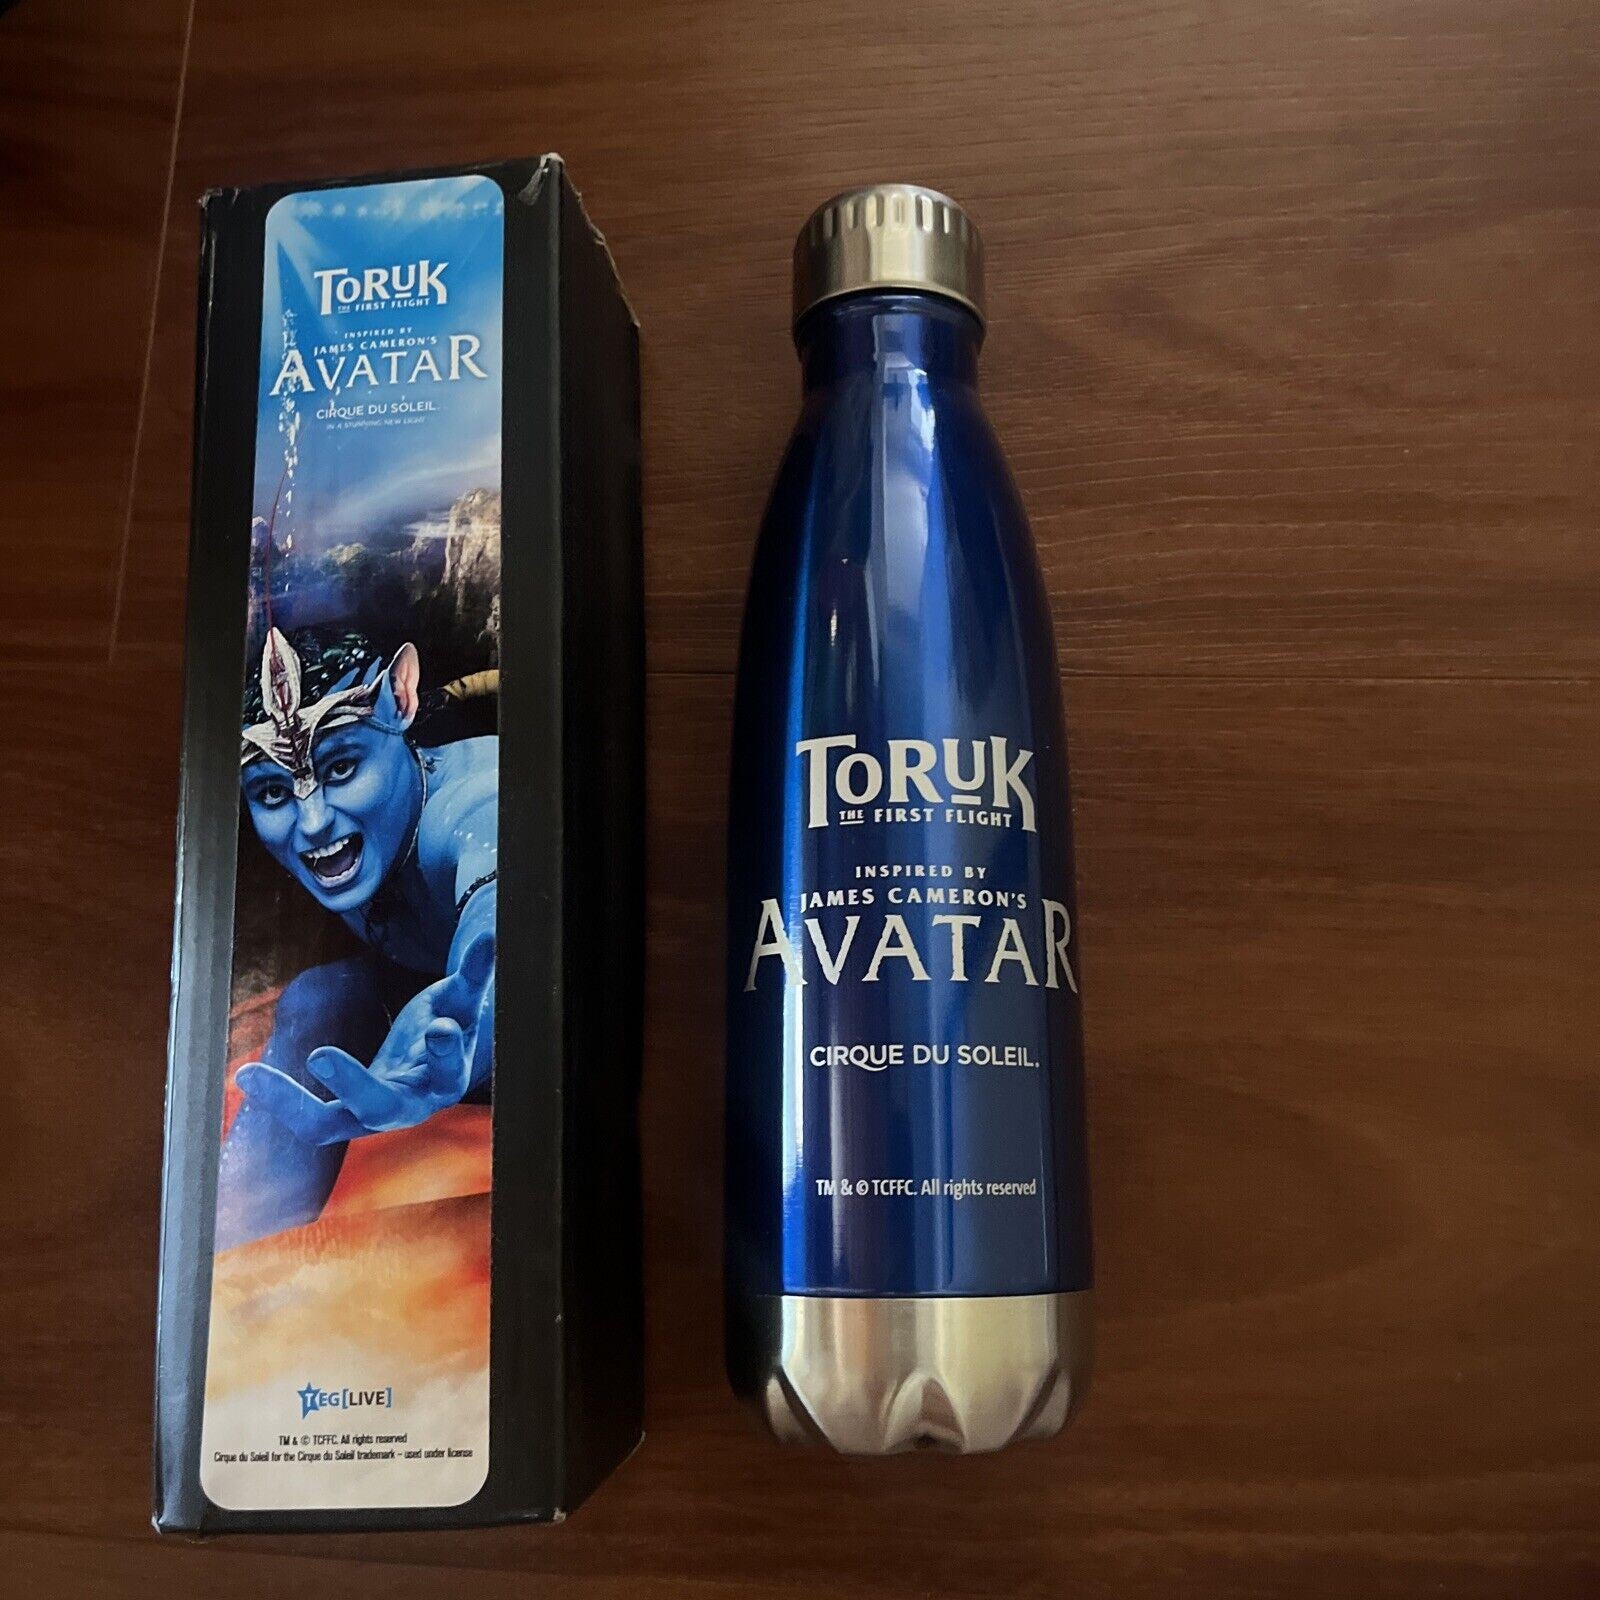 TORUK
THE FIRST FLIGHT
INSPIRED BY
JAMES CAMERON'S
AVATAR
CIRQUE DU SOLEIL.
IN A STUNNING NEW LIGHT
TEG[LIVE]
TM & © TCFFC. All rights reserved
Cirque du Soleil for the Cirque du Soleil trademark – used under license
TORUK
THE FIRST FLIGHT
INSPIRED BY
JAMES CAMERON'S
AVATAR
CIRQUE DU SOLEIL.
TM & © TCFFC. All rights reserved